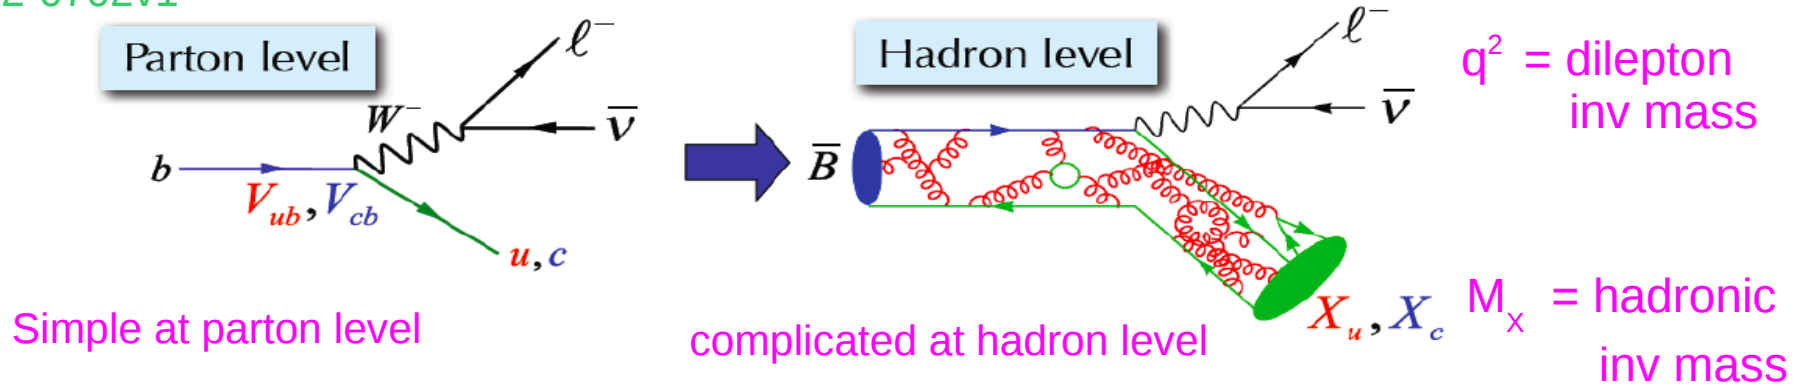 Parton level
ℓ⁻
W⁻
ν̅
b
V_ub, V_cb
u,c
Simple at parton level
Hadron level
ℓ⁻
ν̅
B̅
X_u, X_c
complicated at hadron level
q² = dilepton
inv mass
M_X = hadronic
inv mass